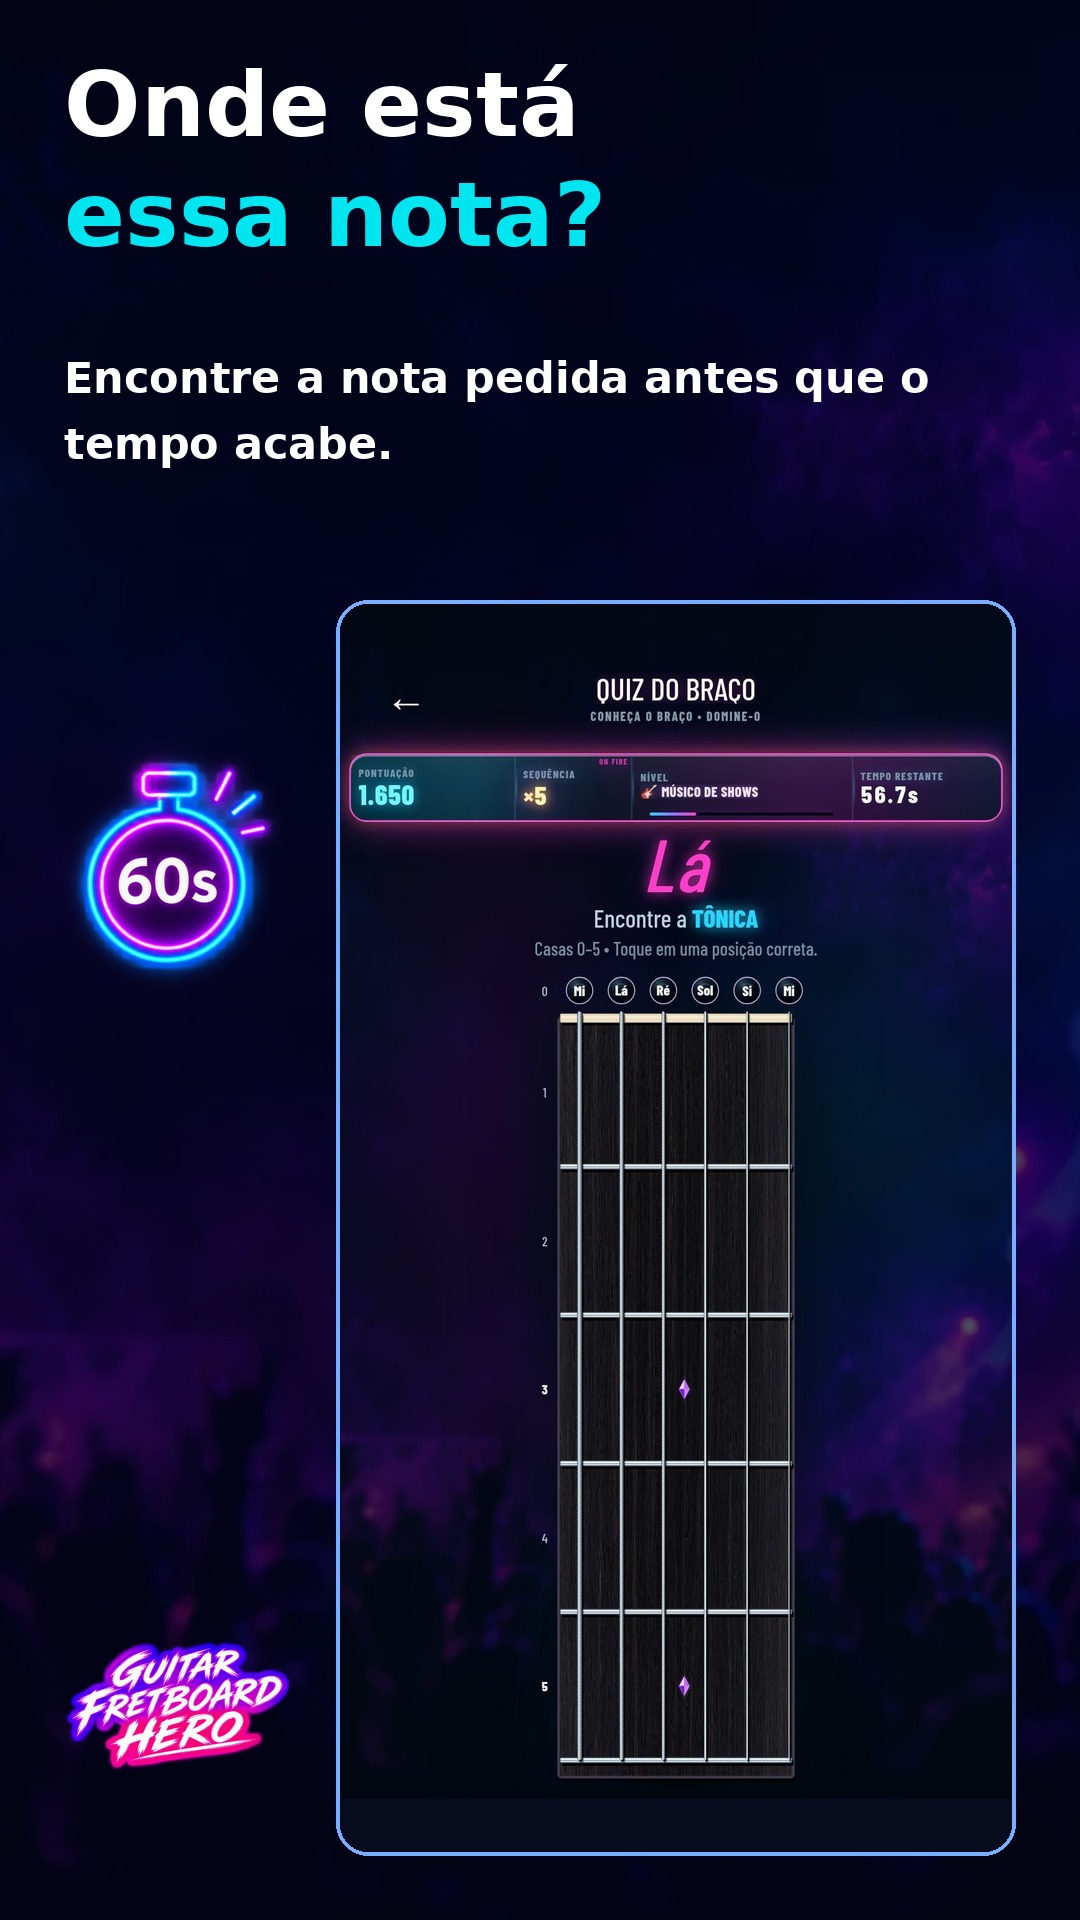 Onde está
essa nota?
Encontre a nota pedida antes que o
tempo acabe.
←
QUIZ DO BRAÇO
CONHEÇA O BRAÇO • DOMINE-O
PONTUAÇÃO
1.650
SEQUÊNCIA
ON FIRE
×5
NÍVEL
MÚSICO DE SHOWS
TEMPO RESTANTE
56.7s
60s
Lá
Encontre a TÔNICA
Casas 0–5 • Toque em uma posição correta.
0 Mi Lá Ré Sol Si Mi
1
2
3
4
5
GUITAR
FRETBOARD
HERO